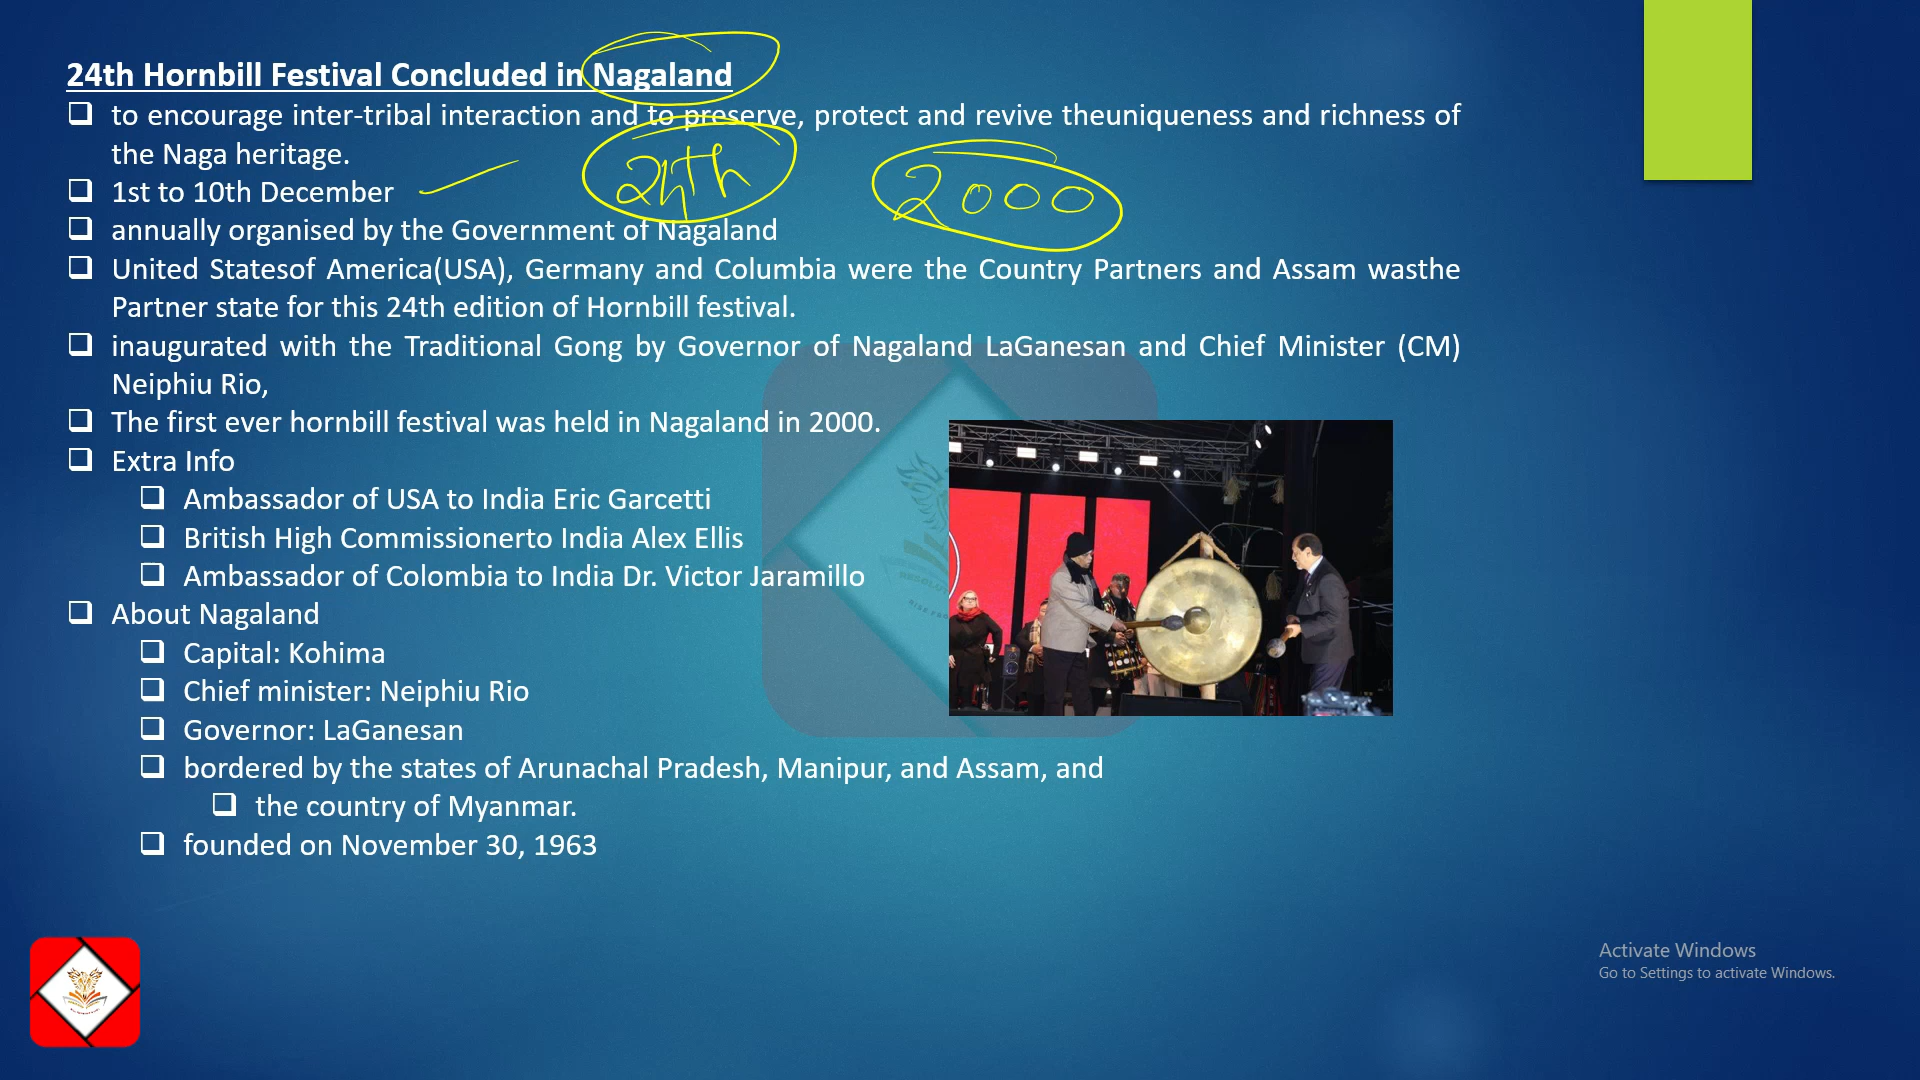 24th Hornbill Festival Concluded in Nagaland
to encourage inter-tribal interaction and to preserve, protect and revive theuniqueness and richness of
the Naga heritage.
24th
2000
1st to 10th December
annually organised by the Government of Nagaland
United Statesof America(USA), Germany and Columbia were the Country Partners and Assam wasthe
Partner state for this 24th edition of Hornbill festival.
inaugurated with the Traditional Gong by Governor of Nagaland LaGanesan and Chief Minister (CM)
Neiphiu Rio,
The first ever hornbill festival was held in Nagaland in 2000.
Extra Info
Ambassador of USA to India Eric Garcetti
British High Commissionerto India Alex Ellis
Ambassador of Colombia to India Dr. Victor Jaramillo
About Nagaland
Capital: Kohima
Chief minister: Neiphiu Rio
Governor: LaGanesan
bordered by the states of Arunachal Pradesh, Manipur, and Assam, and
the country of Myanmar.
founded on November 30, 1963
Activate Windows
Go to Settings to activate Windows.